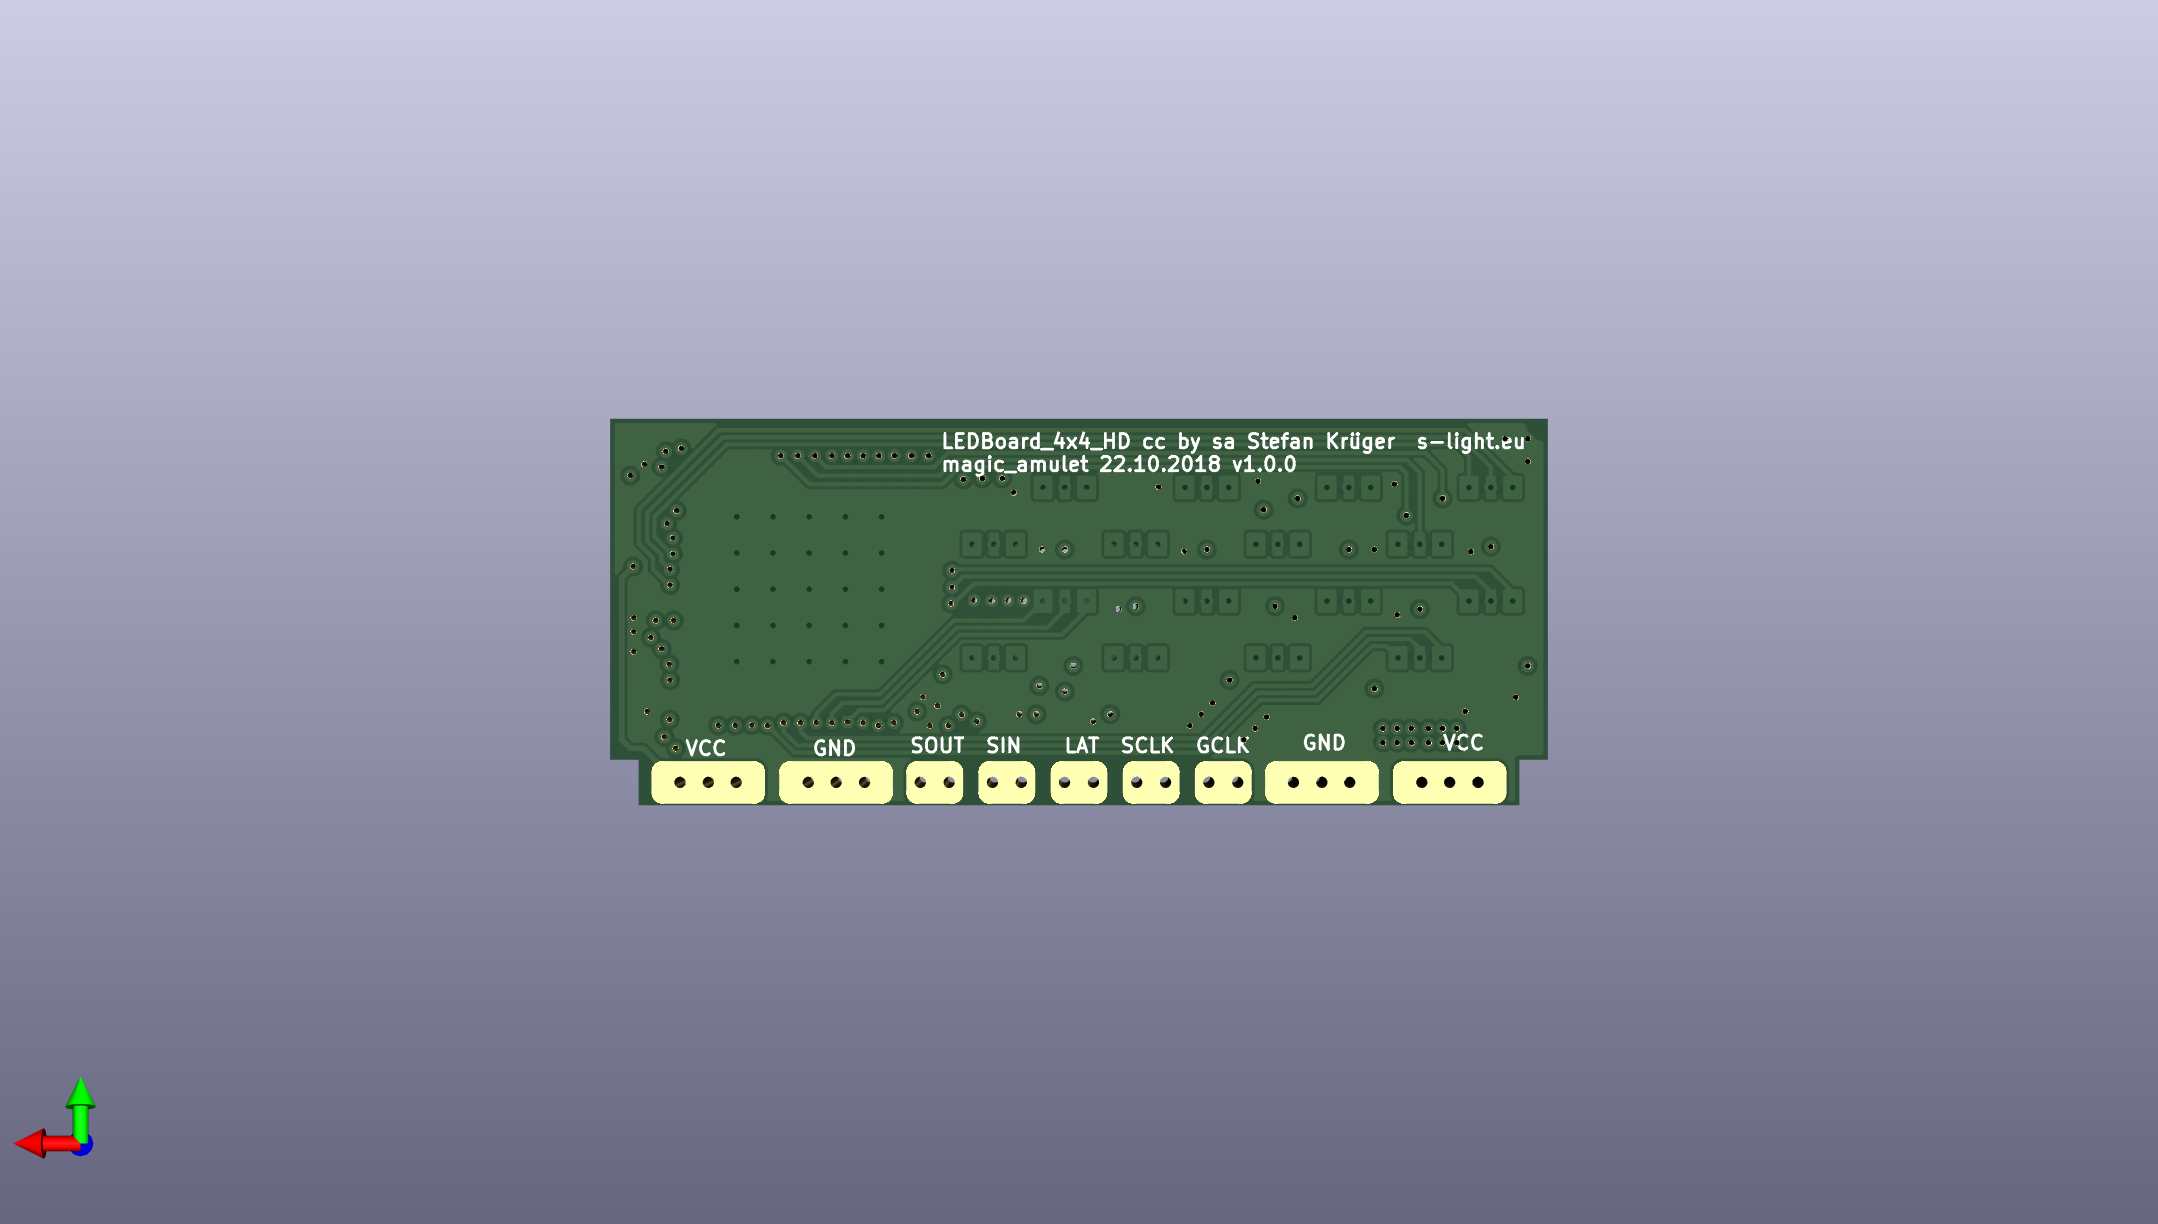 LEDBoard_4x4_HD cc by sa Stefan Krüger s-light.eu
magic_amulet 22.10.2018 v1.0.0
VCC GND SOUT SIN LAT SCLK GCLK GND VCC